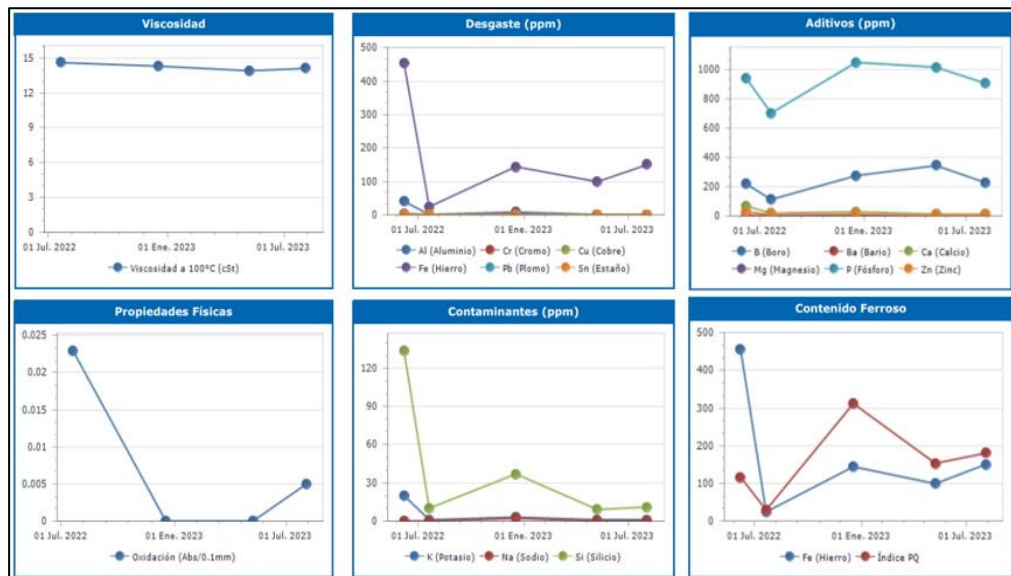 Viscosidad
15
12
9
6
3
0
01 Jul. 2022 01 Ene. 2023 01 Jul. 2023
Viscosidad a 100ºC (cSt)
Desgaste (ppm)
500
400
300
200
100
0
01 Jul. 2022 01 Ene. 2023 01 Jul. 2023
Al (Aluminio) Cr (Cromo) Cu (Cobre)
Fe (Hierro) Pb (Plomo) Sn (Estaño)
Aditivos (ppm)
1000
800
600
400
200
0
01 Jul. 2022 01 Ene. 2023 01 Jul. 2023
B (Boro) Ba (Bario) Ca (Calcio)
Mg (Magnesio) P (Fósforo) Zn (Zinc)
Propiedades Físicas
0.025
0.02
0.015
0.01
0.005
0
01 Jul. 2022 01 Ene. 2023 01 Jul. 2023
Oxidación (Abs/0.1mm)
Contaminantes (ppm)
120
90
60
30
0
01 Jul. 2022 01 Ene. 2023 01 Jul. 2023
K (Potasio) Na (Sodio) Si (Silicio)
Contenido Ferroso
500
400
300
200
100
0
01 Jul. 2022 01 Ene. 2023 01 Jul. 2023
Fe (Hierro) Índice PQ